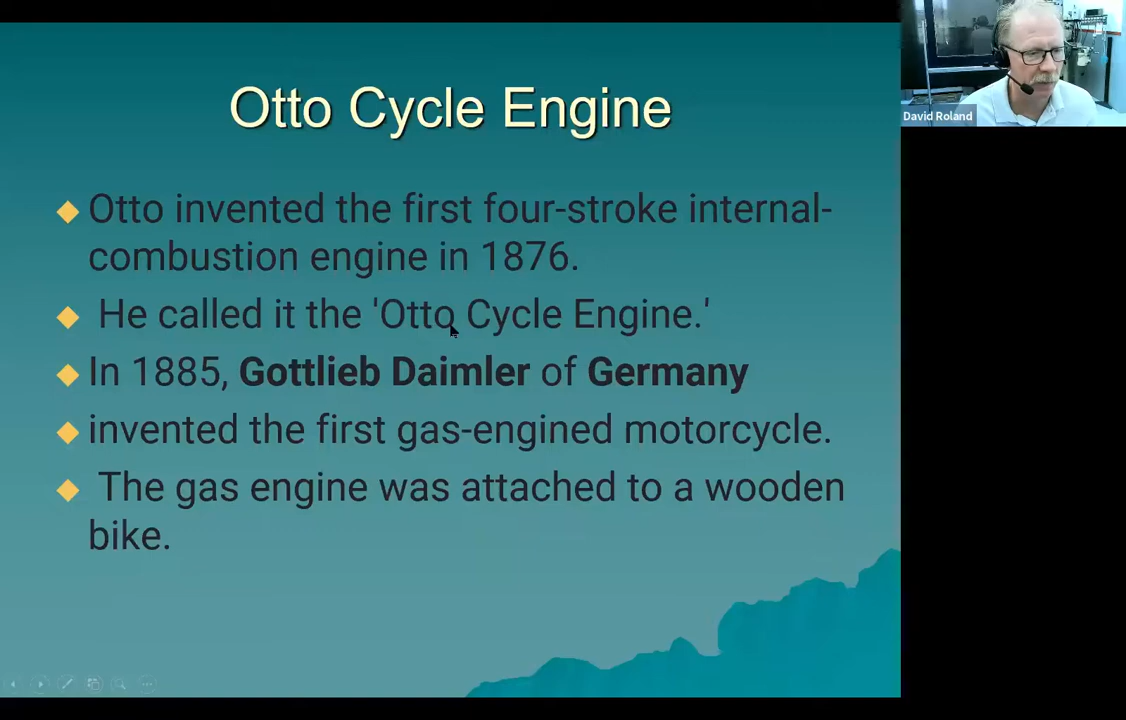 Otto Cycle Engine
Otto invented the first four-stroke internal-
combustion engine in 1876.
He called it the 'Otto Cycle Engine.'
In 1885, Gottlieb Daimler of Germany
invented the first gas-engined motorcycle.
The gas engine was attached to a wooden
bike.
David Roland